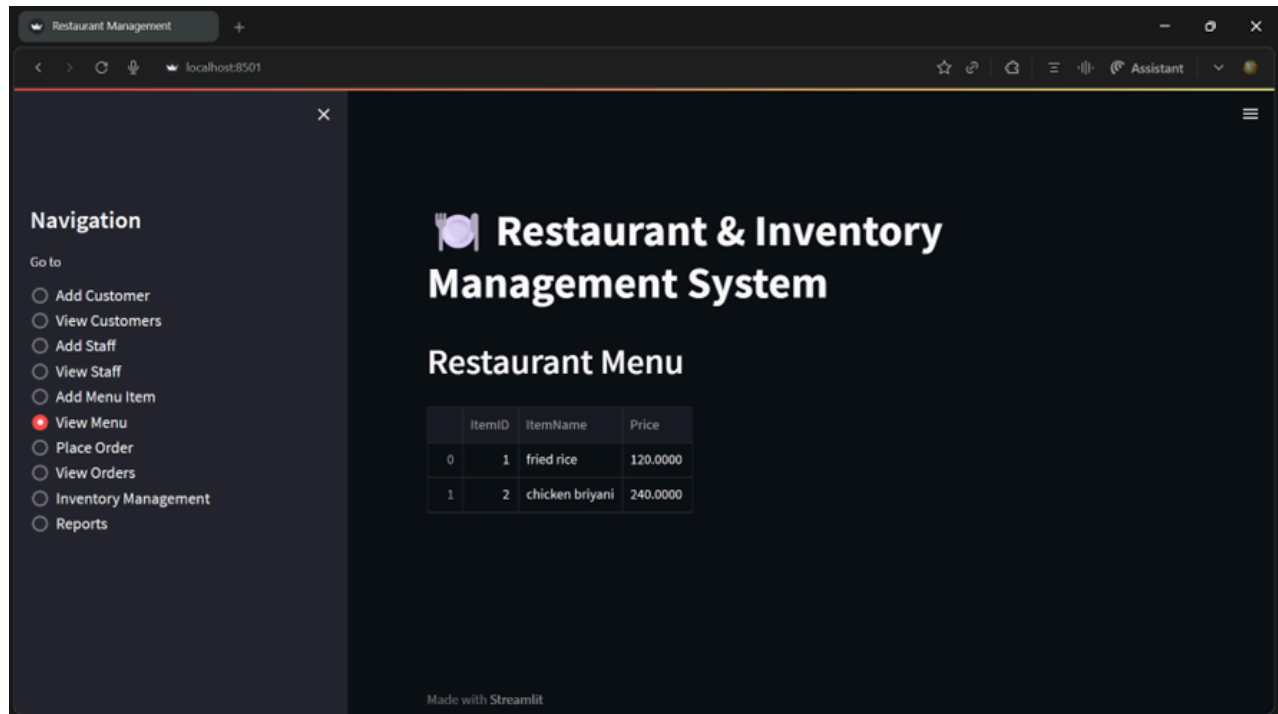 Restaurant Management
localhost:8501
Assistant
Navigation
Go to
Add Customer
View Customers
Add Staff
View Staff
Add Menu Item
View Menu
Place Order
View Orders
Inventory Management
Reports
Restaurant & Inventory
Management System
Restaurant Menu
ItemID ItemName Price
0 1 fried rice 120.0000
1 2 chicken briyani 240.0000
Made with Streamlit